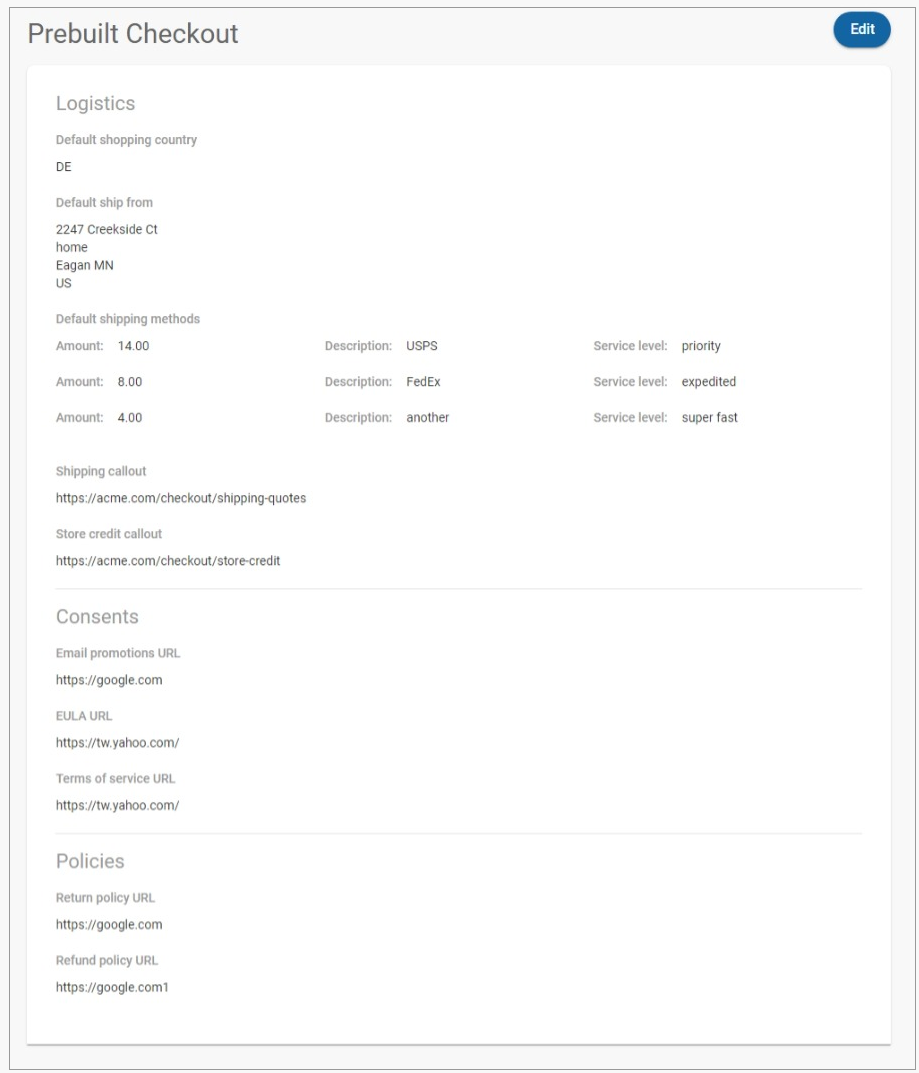 Prebuilt Checkout
Edit
Logistics
Default shopping country
DE
Default ship from
2247 Creekside Ct
home
Eagan MN
US
Default shipping methods
Amount: 14.00 Description: USPS Service level: priority
Amount: 8.00 Description: FedEx Service level: expedited
Amount: 4.00 Description: another Service level: super fast
Shipping callout
https://acme.com/checkout/shipping-quotes
Store credit callout
https://acme.com/checkout/store-credit
Consents
Email promotions URL
https://google.com
EULA URL
https://tw.yahoo.com/
Terms of service URL
https://tw.yahoo.com/
Policies
Return policy URL
https://google.com
Refund policy URL
https://google.com1